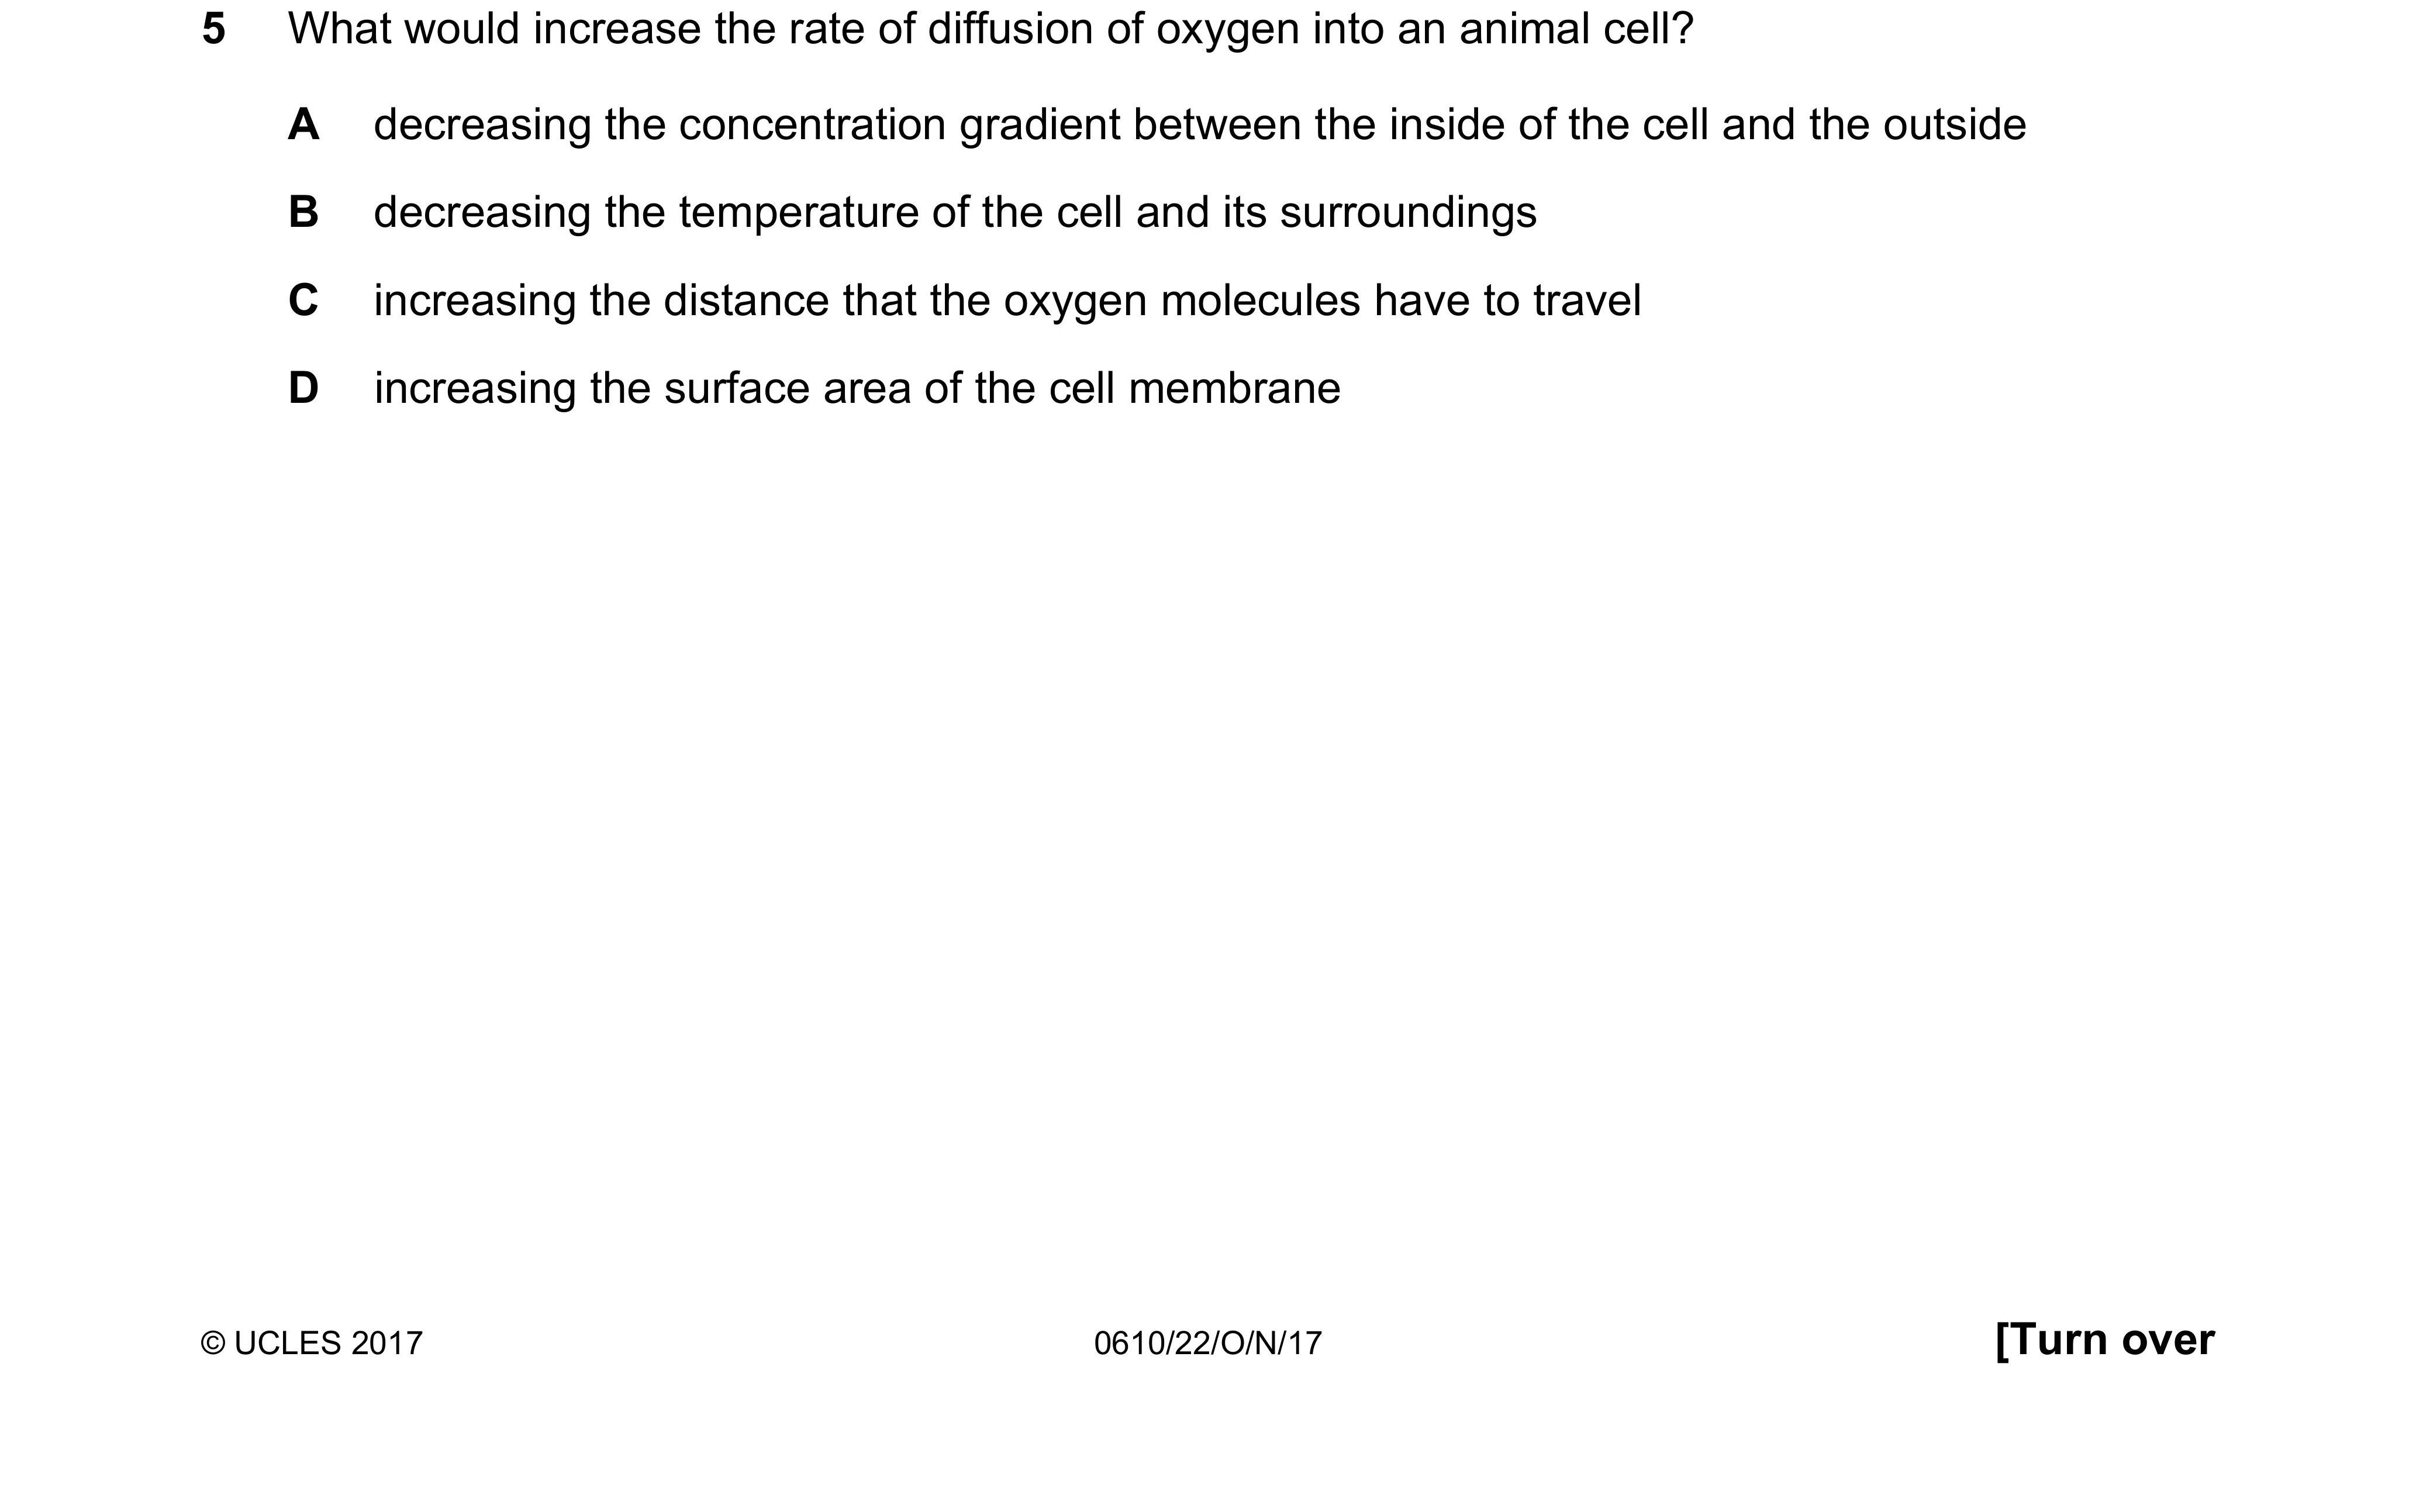 5 What would increase the rate of diffusion of oxygen into an animal cell?
A decreasing the concentration gradient between the inside of the cell and the outside
B decreasing the temperature of the cell and its surroundings
C increasing the distance that the oxygen molecules have to travel
D increasing the surface area of the cell membrane
© UCLES 2017 0610/22/O/N/17 [Turn over